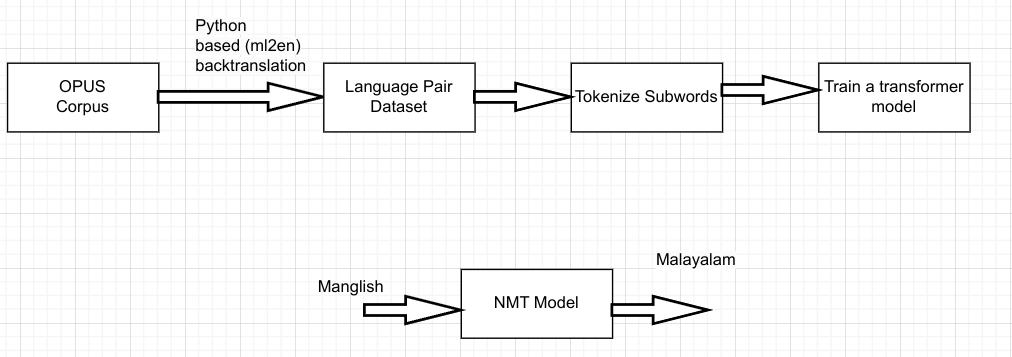 Python
based (ml2en)
backtranslation
OPUS
Corpus
Language Pair
Dataset
Tokenize Subwords
Train a transformer
model
Manglish
NMT Model
Malayalam